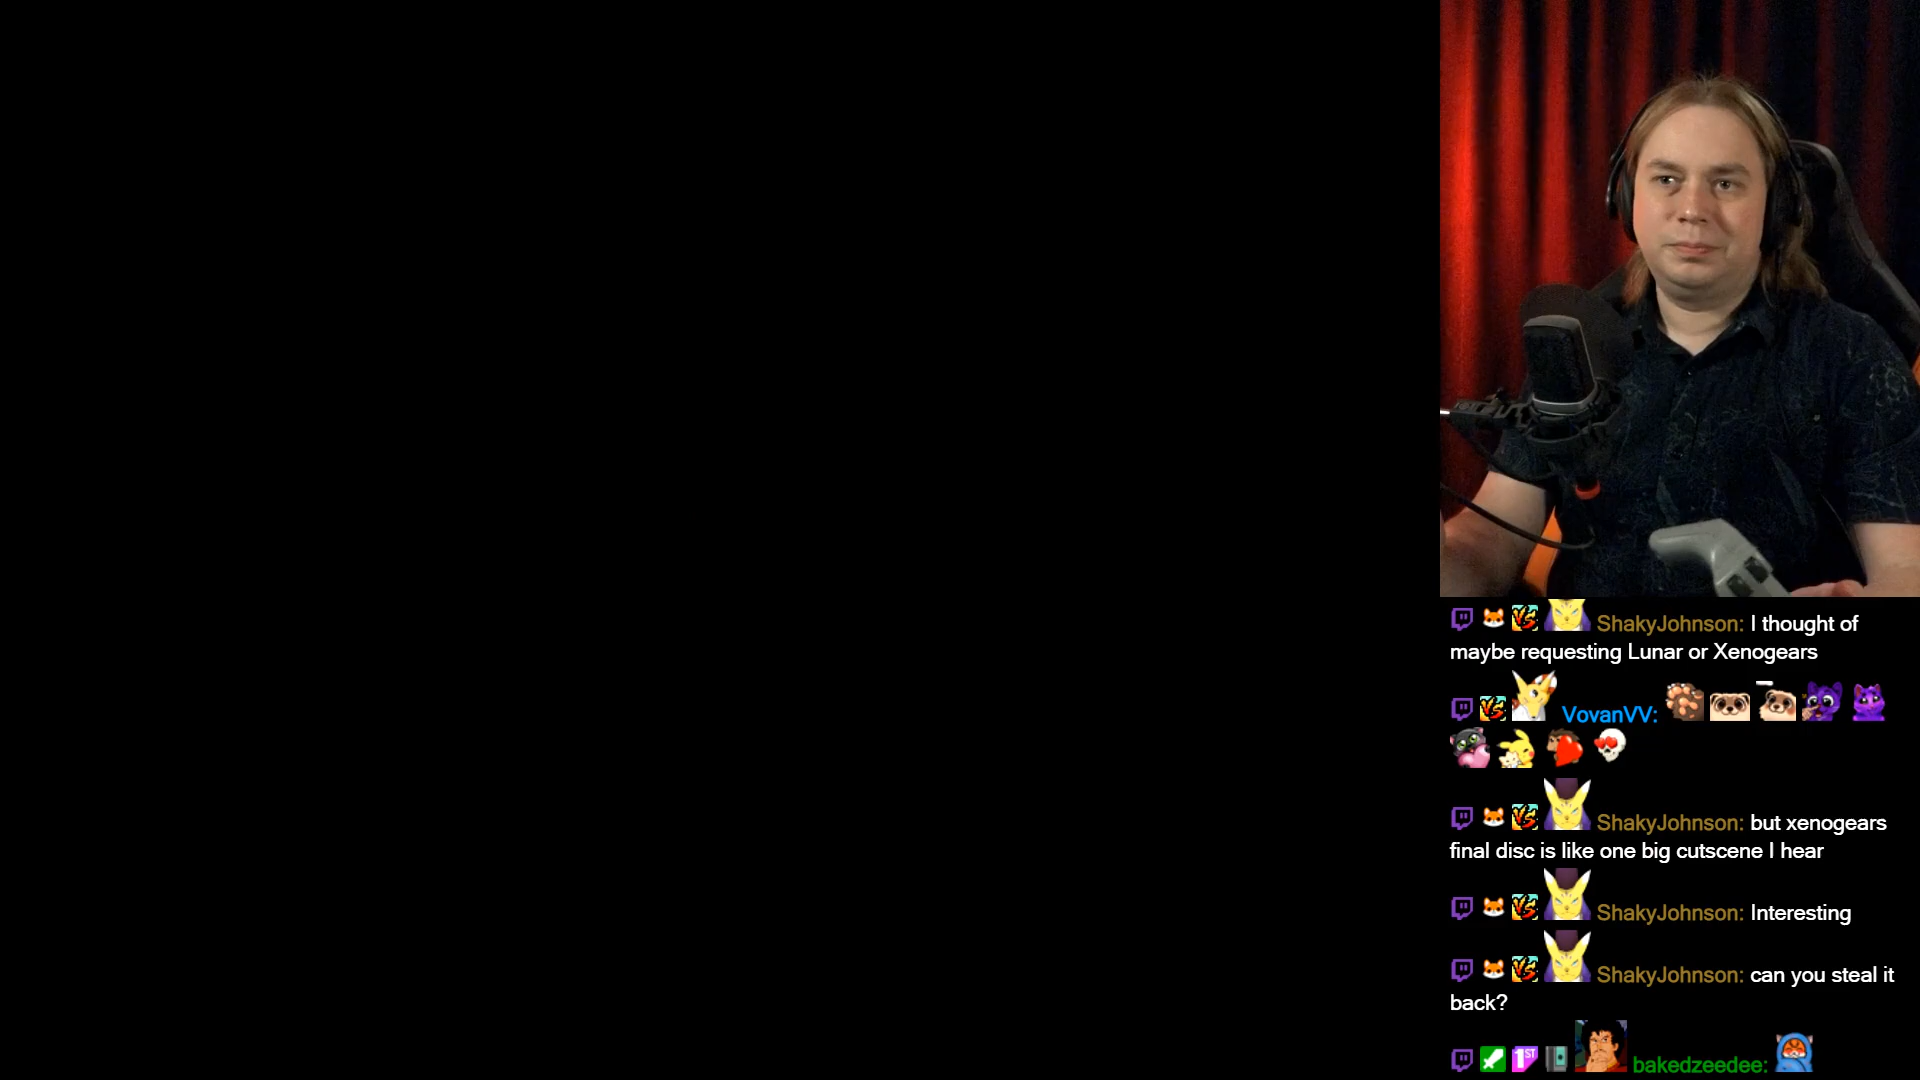 ShakyJohnson: I thought of
maybe requesting Lunar or Xenogears
VovanVV:
ShakyJohnson: but xenogears
final disc is like one big cutscene I hear
ShakyJohnson: Interesting
ShakyJohnson: can you steal it
back?
1ST bakedzeedee: